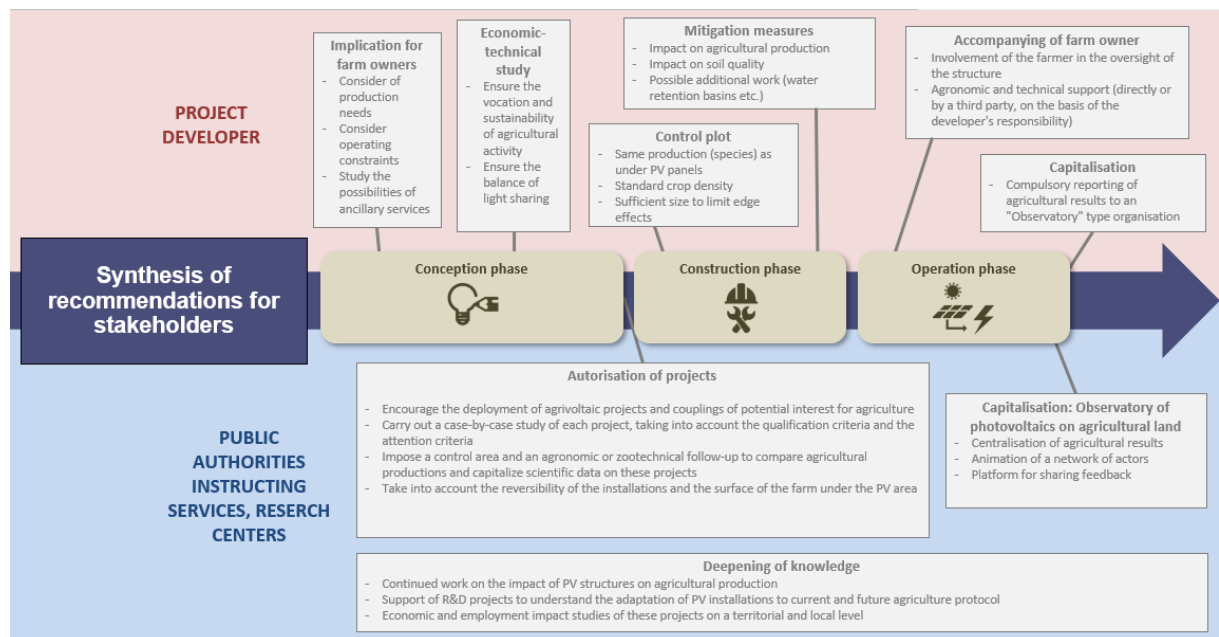 PROJECT
DEVELOPER
Implication for
farm owners
- Consider of
production
needs
- Consider
operating
constraints
- Study the
possibilities of
ancillary services
Economic-
technical
study
- Ensure the
vocation and
sustainability
of agricultural
activity
- Ensure the
balance of
light sharing
Mitigation measures
- Impact on agricultural production
- Impact on soil quality
- Possible additional work (water
retention basins etc.)
Control plot
- Same production (species) as
under PV panels
- Standard crop density
- Sufficient size to limit edge
effects
Accompanying of farm owner
- Involvement of the farmer in the oversight of
the structure
- Agronomic and technical support (directly or
by a third party, on the basis of the
developer's responsibility)
Capitalisation
- Compulsory reporting of
agricultural results to an
"Observatory" type organisation
Synthesis of
recommendations for
stakeholders
Conception phase
Construction phase
Operation phase
PUBLIC
AUTHORITIES
INSTRUCTING
SERVICES, RESERCH
CENTERS
Autorisation of projects
- Encourage the deployment of agrivoltaic projects and couplings of potential interest for agriculture
- Carry out a case-by-case study of each project, taking into account the qualification criteria and the
attention criteria
- Impose a control area and an agronomic or zootechnical follow-up to compare agricultural
productions and capitalize scientific data on these projects
- Take into account the reversibility of the installations and the surface of the farm under the PV area
Capitalisation: Observatory of
photovoltaics on agricultural land
- Centralisation of agricultural results
- Animation of a network of actors
- Platform for sharing feedback
Deepening of knowledge
- Continued work on the impact of PV structures on agricultural production
- Support of R&D projects to understand the adaptation of PV installations to current and future agriculture protocol
- Economic and employment impact studies of these projects on a territorial and local level